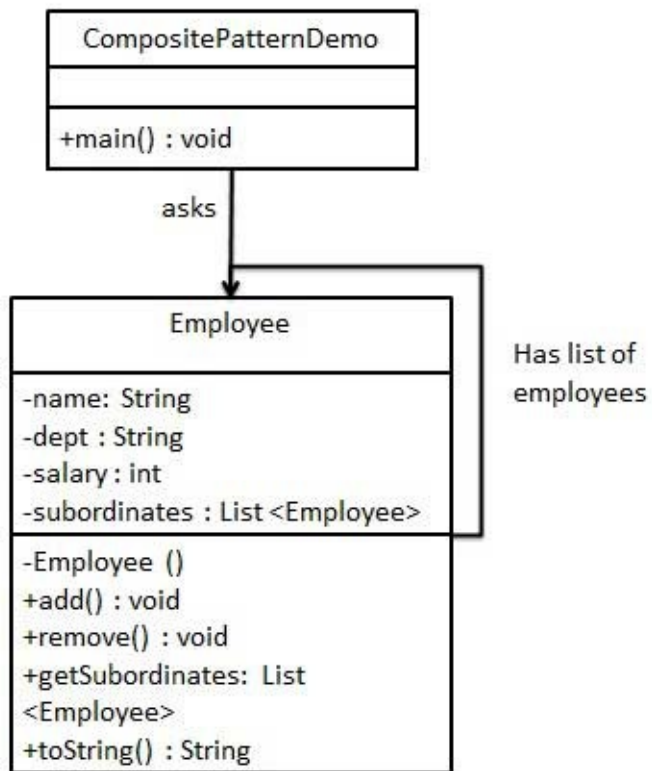 CompositePatternDemo
+main() : void
asks
Employee
-name: String
-dept : String
-salary : int
-subordinates : List <Employee>
Has list of
employees
-Employee ()
+add() : void
+remove() : void
+getSubordinates: List
<Employee>
+toString() : String